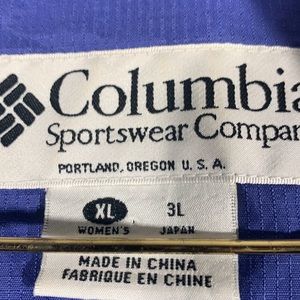 Columbia
Sportswear Compan
PORTLAND, OREGON U.S.A.
XL 3L
WOMEN'S JAPAN
MADE IN CHINA
FABRIQUE EN CHINE